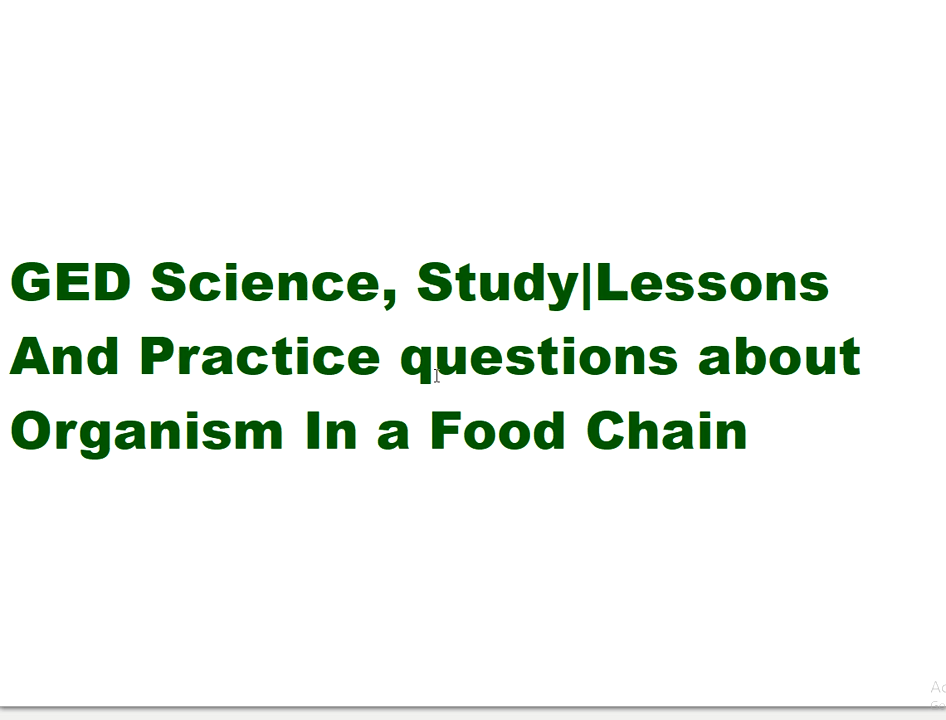 GED Science, Study|Lessons
And Practice questions about
Organism In a Food Chain